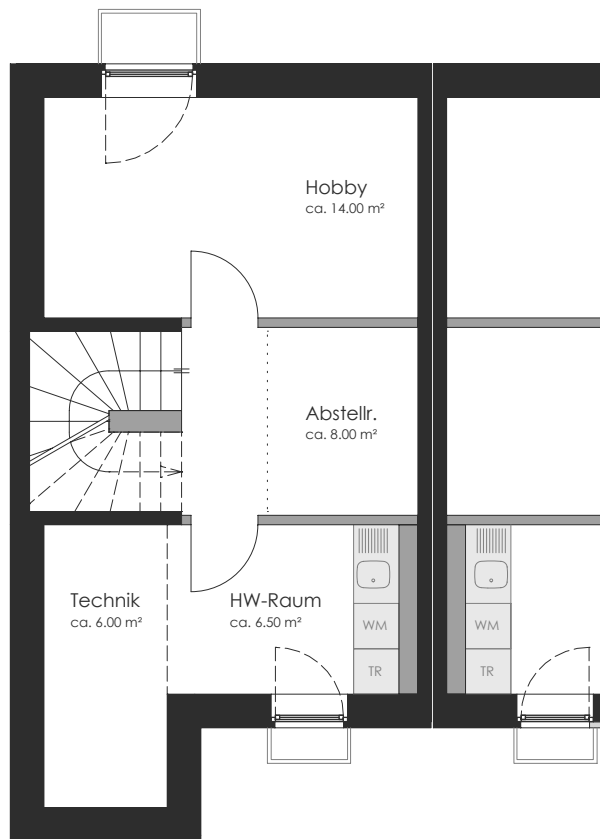 Hobby
ca. 14.00 m²
Abstellr.
ca. 8.00 m²
Technik
ca. 6.00 m²
HW-Raum
ca. 6.50 m²
WM
TR
WM
TR